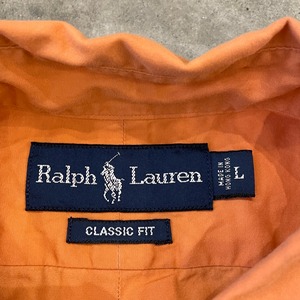 Ralph Lauren
MADE IN
HONG KONG
L
CLASSIC FIT